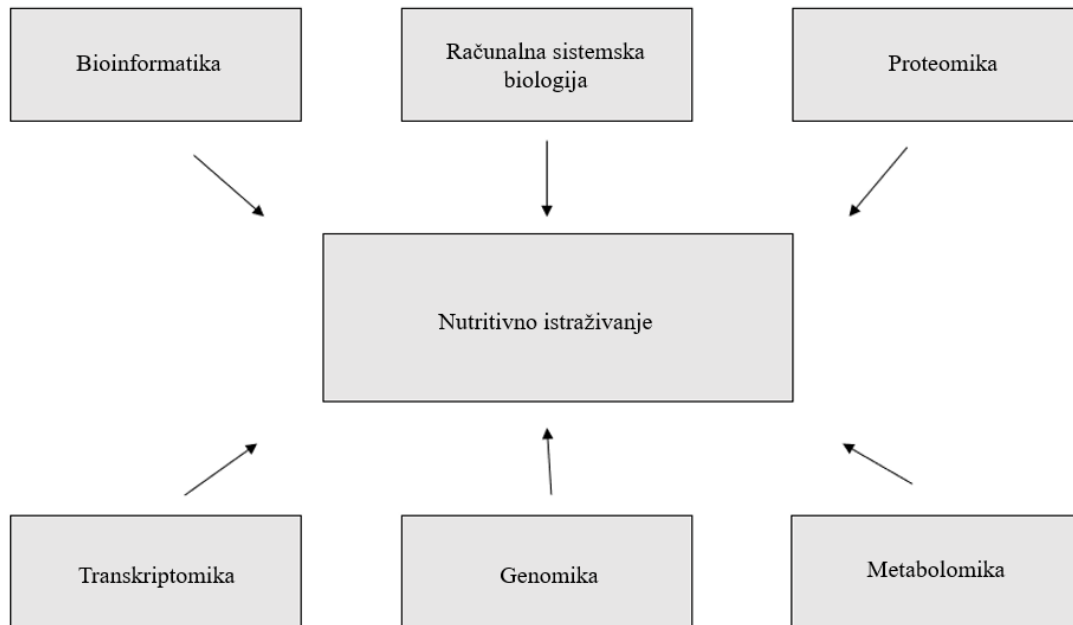 Bioinformatika
Računalna sistemska
biologija
Proteomika
Nutritivno istraživanje
Transkriptomika
Genomika
Metabolomika